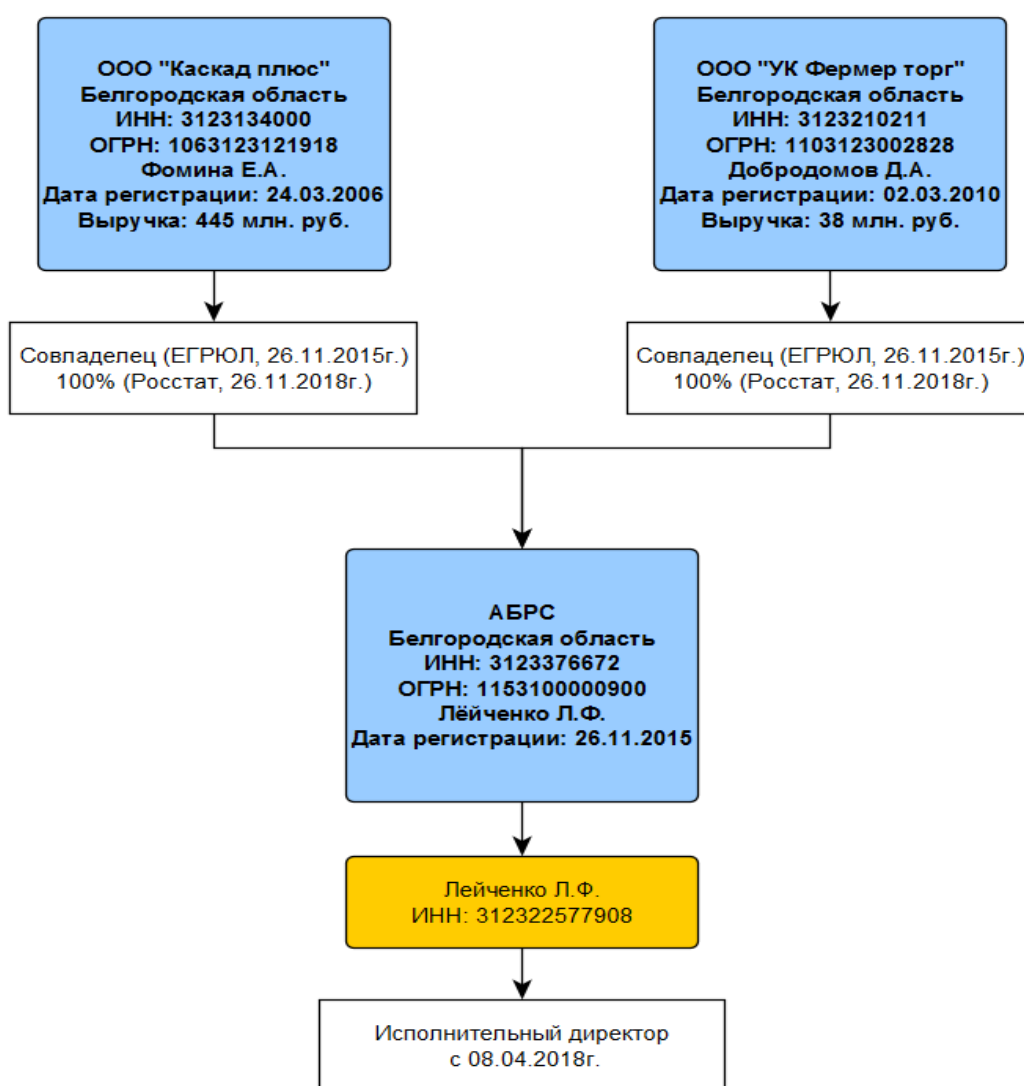 ООО "Каскад плюс"
Белгородская область
ИНН: 3123134000
ОГРН: 1063123121918
Фомина Е.А.
Дата регистрации: 24.03.2006
Выручка: 445 млн. руб.
ООО "УК Фермер торг"
Белгородская область
ИНН: 3123210211
ОГРН: 1103123002828
Добродомов Д.А.
Дата регистрации: 02.03.2010
Выручка: 38 млн. руб.
Совладелец (ЕГРЮЛ, 26.11.2015г.)
100% (Росстат, 26.11.2018г.)
Совладелец (ЕГРЮЛ, 26.11.2015г.)
100% (Росстат, 26.11.2018г.)
АБРС
Белгородская область
ИНН: 3123376672
ОГРН: 1153100000900
Лёйченко Л.Ф.
Дата регистрации: 26.11.2015
Лейченко Л.Ф.
ИНН: 312322577908
Исполнительный директор
с 08.04.2018г.